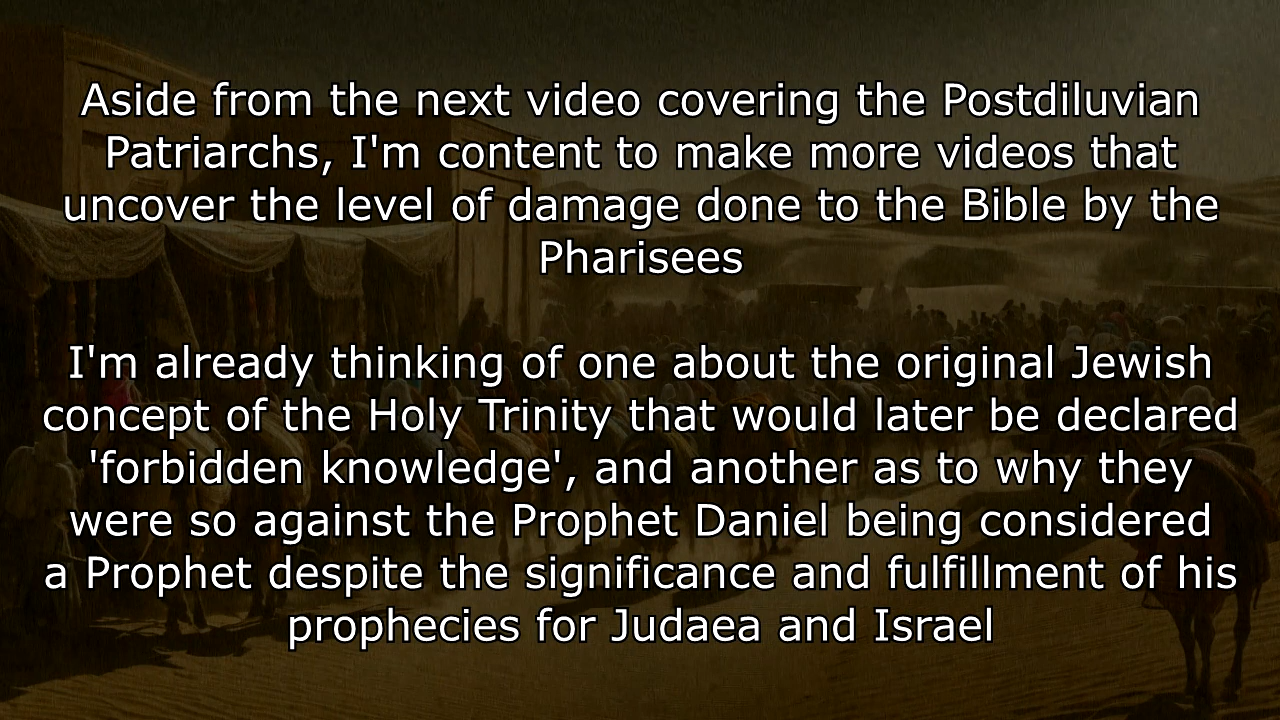 Aside from the next video covering the Postdiluvian
Patriarchs, I'm content to make more videos that
uncover the level of damage done to the Bible by the
Pharisees
I'm already thinking of one about the original Jewish
concept of the Holy Trinity that would later be declared
'forbidden knowledge', and another as to why they
were so against the Prophet Daniel being considered
a Prophet despite the significance and fulfillment of his
prophecies for Judaea and Israel